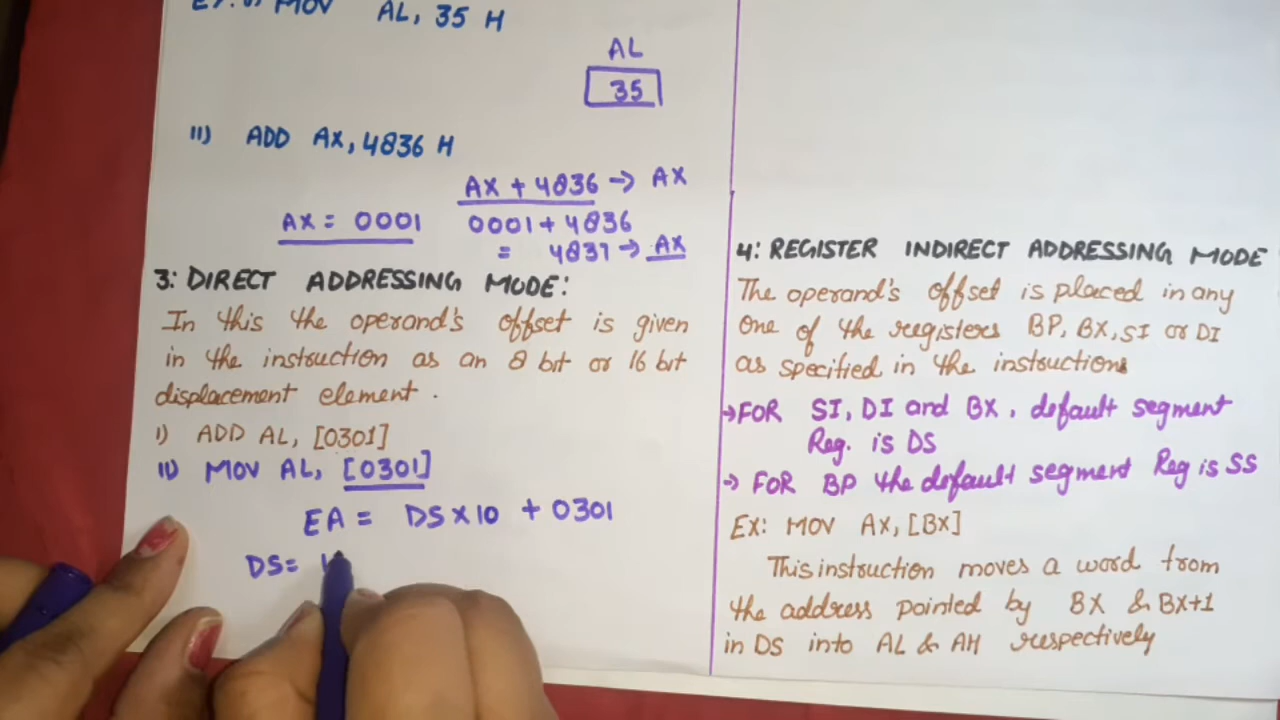 Ex: i) MOV AL, 35 H
AL
35
11) ADD AX, 4836 H
AX + 4836 → AX
AX = 0001 0001 + 4836
= 4837 → AX
3: DIRECT ADDRESSING MODE:
In this the operand's offset is given
in the instruction as an 8 bit or 16 bit
displacement element.
1) ADD AL, [0301]
11) MOV AL, [0301]
EA = DS × 10 + 0301
DS =
4: REGISTER INDIRECT ADDRESSING MODE
The operand's offset is placed in any
one of the registers BP, BX, SI or DI
as specified in the instructions
→ FOR SI, DI and BX, default segment
Reg. is DS
→ FOR BP the default segment Reg is SS
EX: MOV AX, [BX]
This instruction moves a word from
the address pointed by BX & BX+1
in DS into AL & AH respectively